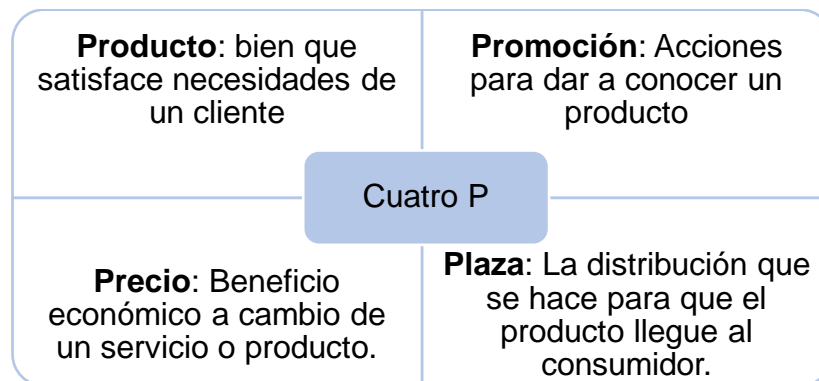 Producto: bien que
satisface necesidades de
un cliente
Promoción: Acciones
para dar a conocer un
producto
Cuatro P
Precio: Beneficio
económico a cambio de
un servicio o producto.
Plaza: La distribución que
se hace para que el
producto llegue al
consumidor.